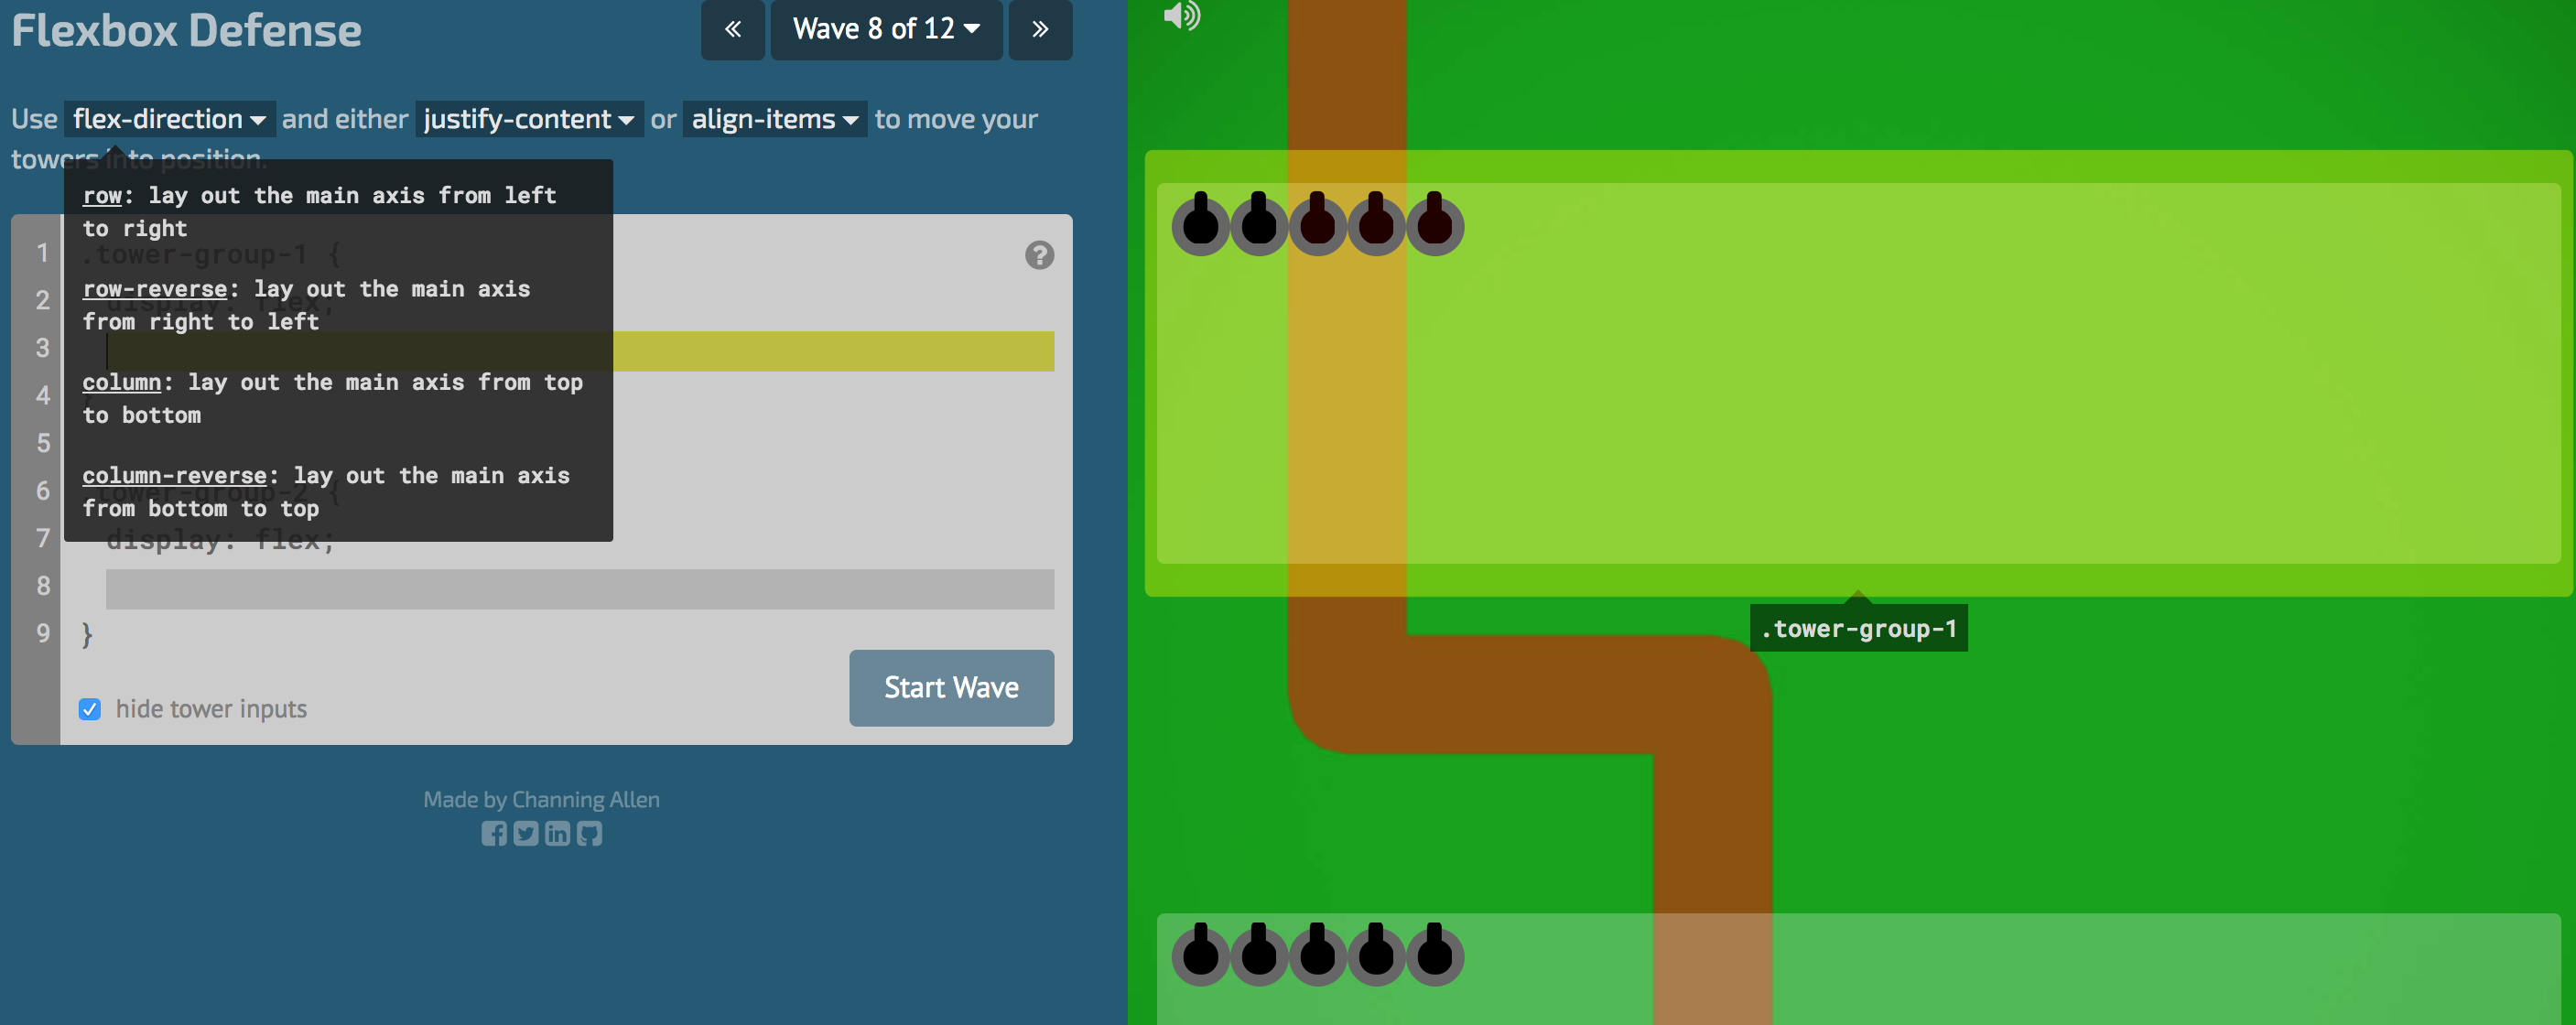 Flexbox Defense
« Wave 8 of 12 »
Use flex-direction and either justify-content or align-items to move your
towers into position.
row: lay out the main axis from left
to right
row-reverse: lay out the main axis
from right to left
column: lay out the main axis from top
to bottom
column-reverse: lay out the main axis
from bottom to top
1 .tower-group-1 {
2 display: flex;
3
4 }
5
6 .tower-group-2 {
7 display: flex;
8
9 }
?
hide tower inputs
Start Wave
Made by Channing Allen
.tower-group-1